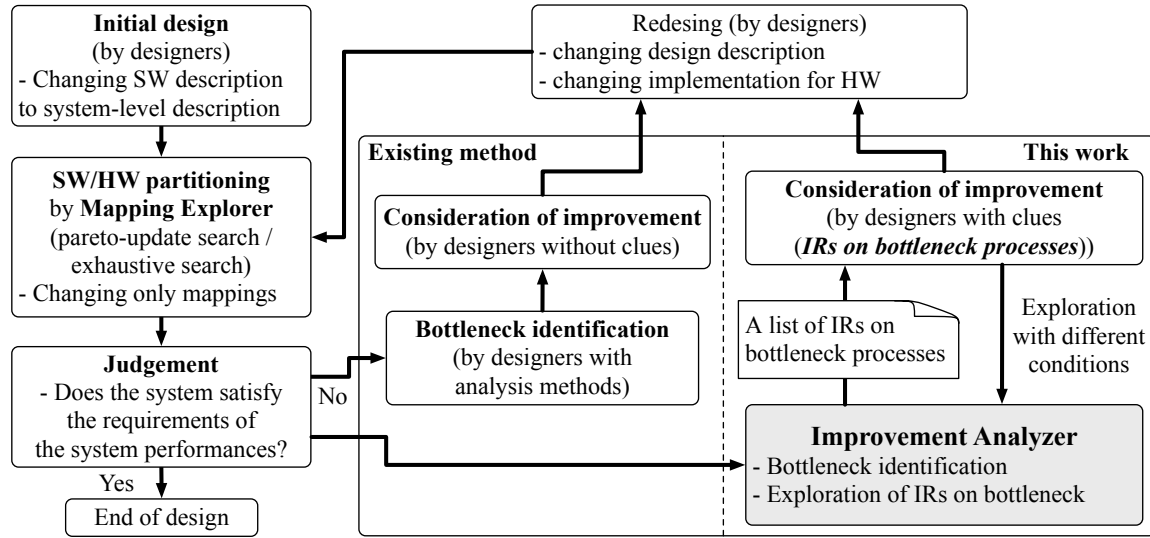 Initial design
(by designers)
- Changing SW description
to system-level description
SW/HW partitioning
by Mapping Explorer
(pareto-update search /
exhaustive search)
- Changing only mappings
Judgement
- Does the system satisfy
the requirements of
the system performances?
Yes
No
End of design
Redesing (by designers)
- changing design description
- changing implementation for HW
Existing method
Consideration of improvement
(by designers without clues)
Bottleneck identification
(by designers with
analysis methods)
This work
Consideration of improvement
(by designers with clues
(IRs on bottleneck processes))
A list of IRs on
bottleneck processes
Exploration
with different
conditions
Improvement Analyzer
- Bottleneck identification
- Exploration of IRs on bottleneck